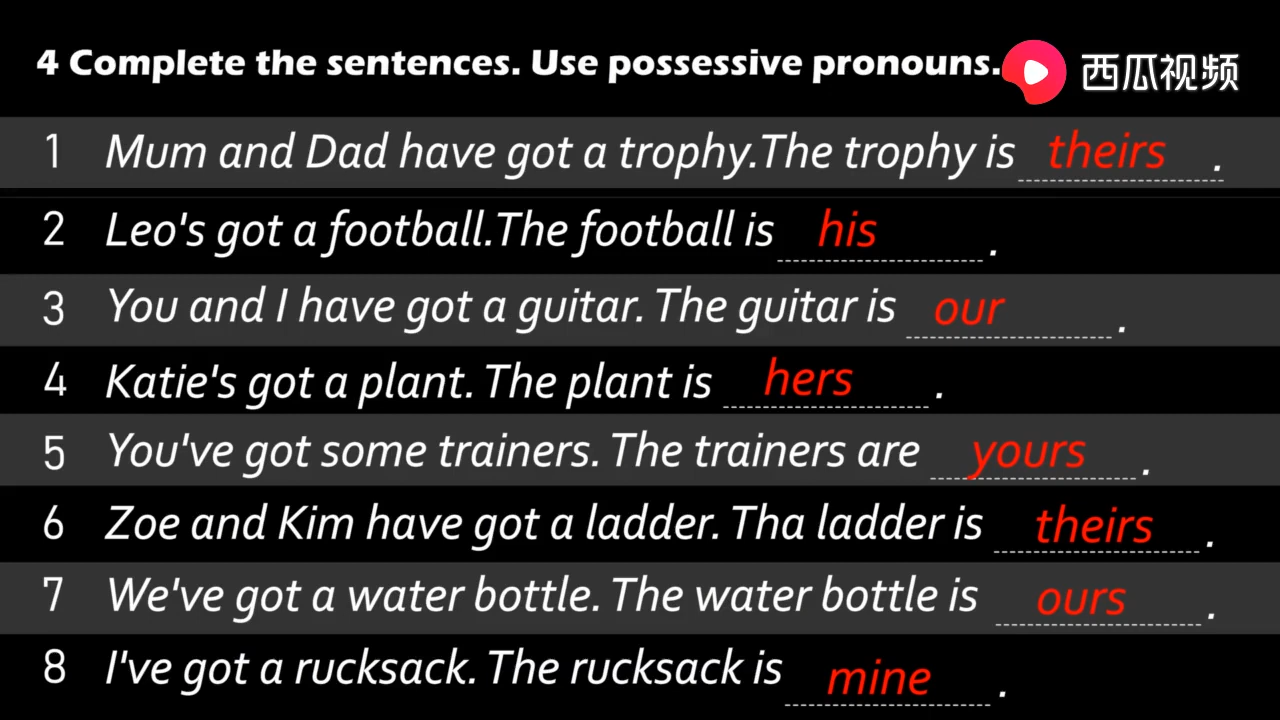 4 Complete the sentences. Use possessive pronouns.
西瓜视频
1 Mum and Dad have got a trophy.The trophy is theirs .
2 Leo's got a football.The football is his .
3 You and I have got a guitar. The guitar is our .
4 Katie's got a plant. The plant is hers .
5 You've got some trainers. The trainers are yours .
6 Zoe and Kim have got a ladder. Tha ladder is theirs .
7 We've got a water bottle. The water bottle is ours .
8 I've got a rucksack. The rucksack is mine .